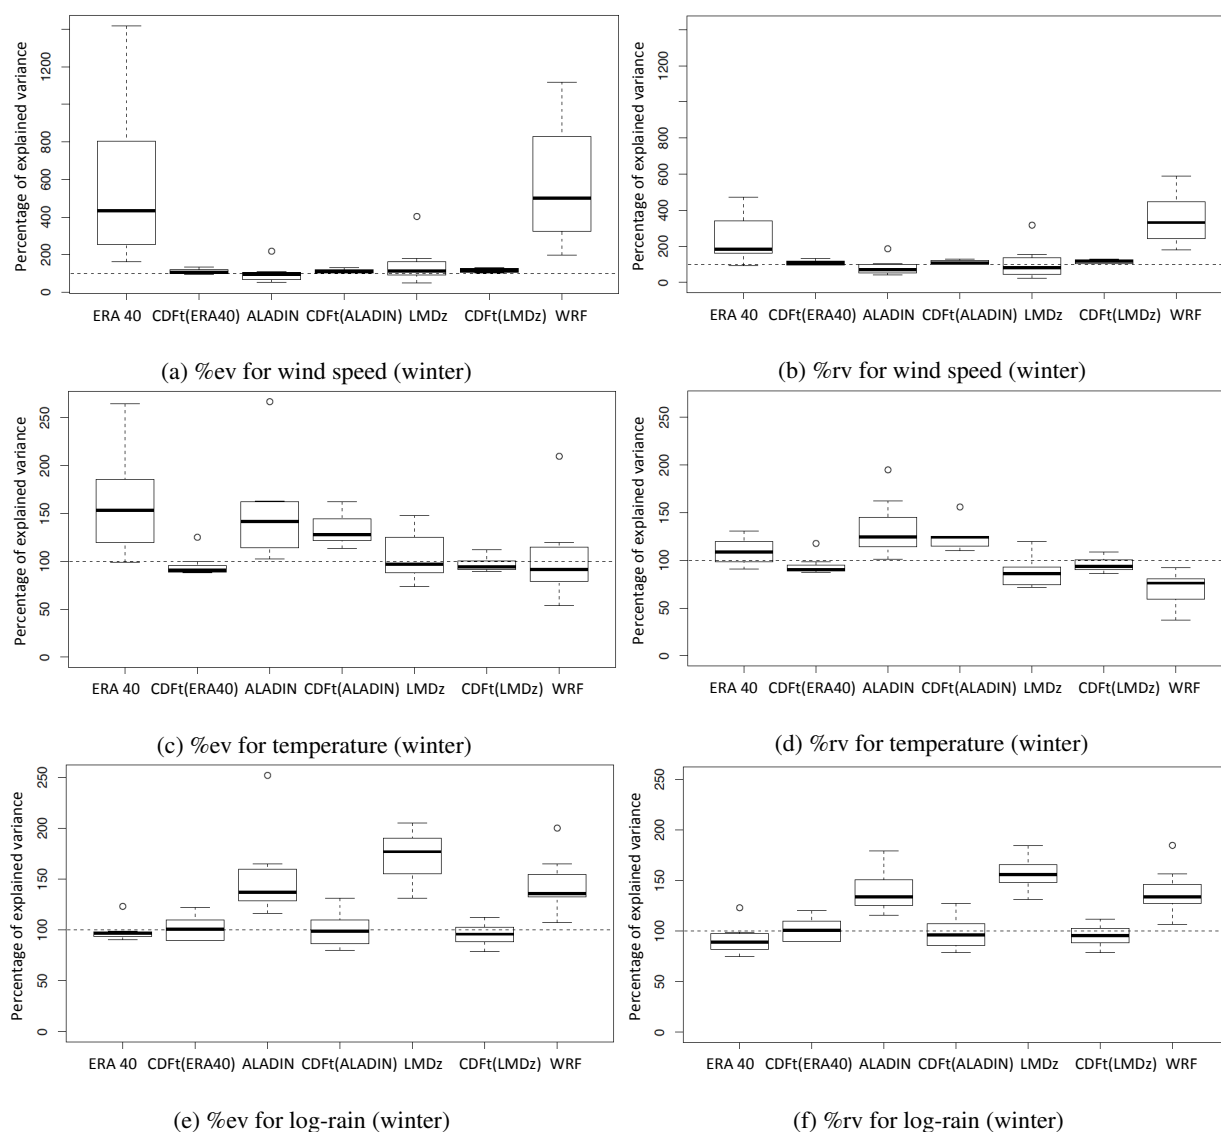 Percentage of explained variance
0 200 400 600 800 1200
ERA 40 CDFt(ERA40) ALADIN CDFt(ALADIN) LMDz CDFt(LMDz) WRF
(a) %ev for wind speed (winter)
Percentage of explained variance
0 200 400 600 800 1200
ERA 40 CDFt(ERA40) ALADIN CDFt(ALADIN) LMDz CDFt(LMDz) WRF
(b) %rv for wind speed (winter)
Percentage of explained variance
0 50 100 150 200 250
ERA 40 CDFt(ERA40) ALADIN CDFt(ALADIN) LMDz CDFt(LMDz) WRF
(c) %ev for temperature (winter)
Percentage of explained variance
0 50 100 150 200 250
ERA 40 CDFt(ERA40) ALADIN CDFt(ALADIN) LMDz CDFt(LMDz) WRF
(d) %rv for temperature (winter)
Percentage of explained variance
0 50 100 150 200 250
ERA 40 CDFt(ERA40) ALADIN CDFt(ALADIN) LMDz CDFt(LMDz) WRF
(e) %ev for log-rain (winter)
Percentage of explained variance
0 50 100 150 200 250
ERA 40 CDFt(ERA40) ALADIN CDFt(ALADIN) LMDz CDFt(LMDz) WRF
(f) %rv for log-rain (winter)